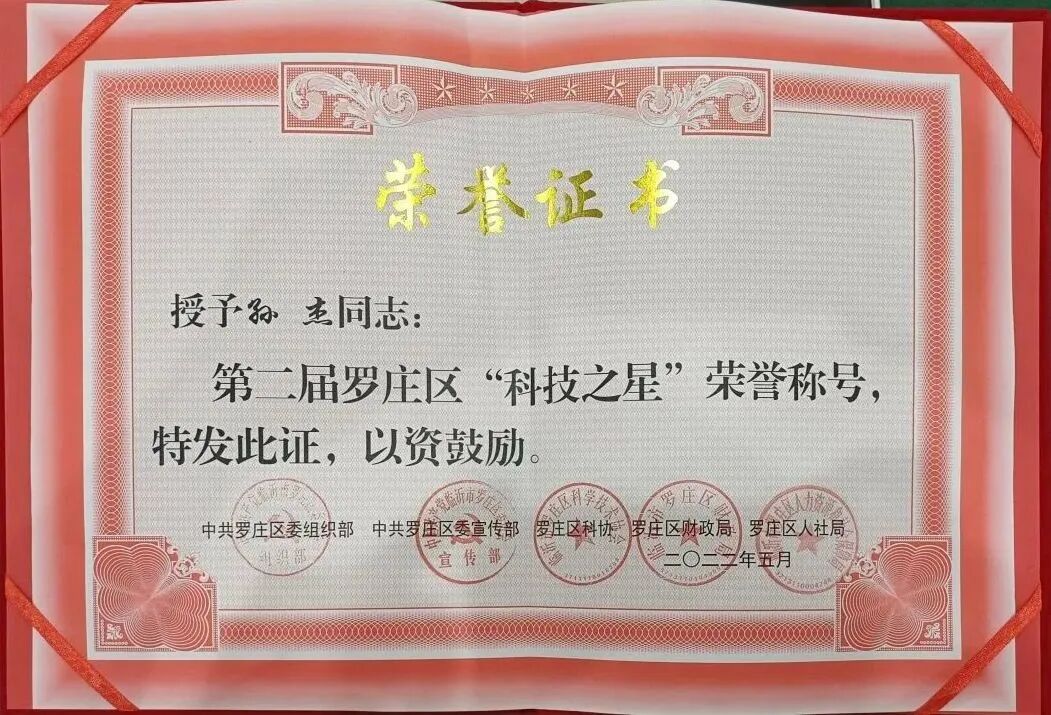 荣誉证书
授予孙 杰同志：
第二届罗庄区“科技之星”荣誉称号，
特发此证，以资鼓励。
中共罗庄区委组织部 中共罗庄区委宣传部 罗庄区科协 罗庄区财政局 罗庄区人社局
二〇二二年五月
宣传部